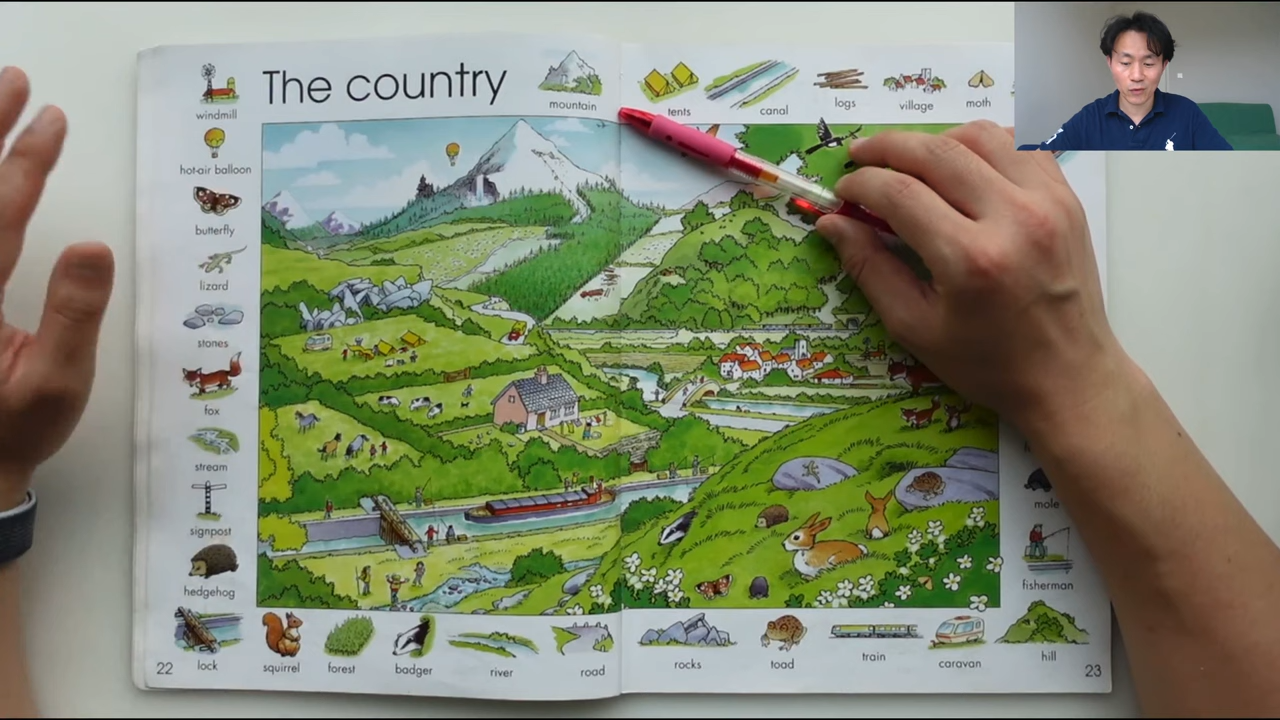 The country
mountain
tents
canal
logs
village
moth
windmill
hot-air balloon
butterfly
lizard
stones
fox
stream
signpost
hedgehog
lock
mole
fisherman
squirrel
forest
badger
river
road
rocks
toad
train
caravan
hill
22
23